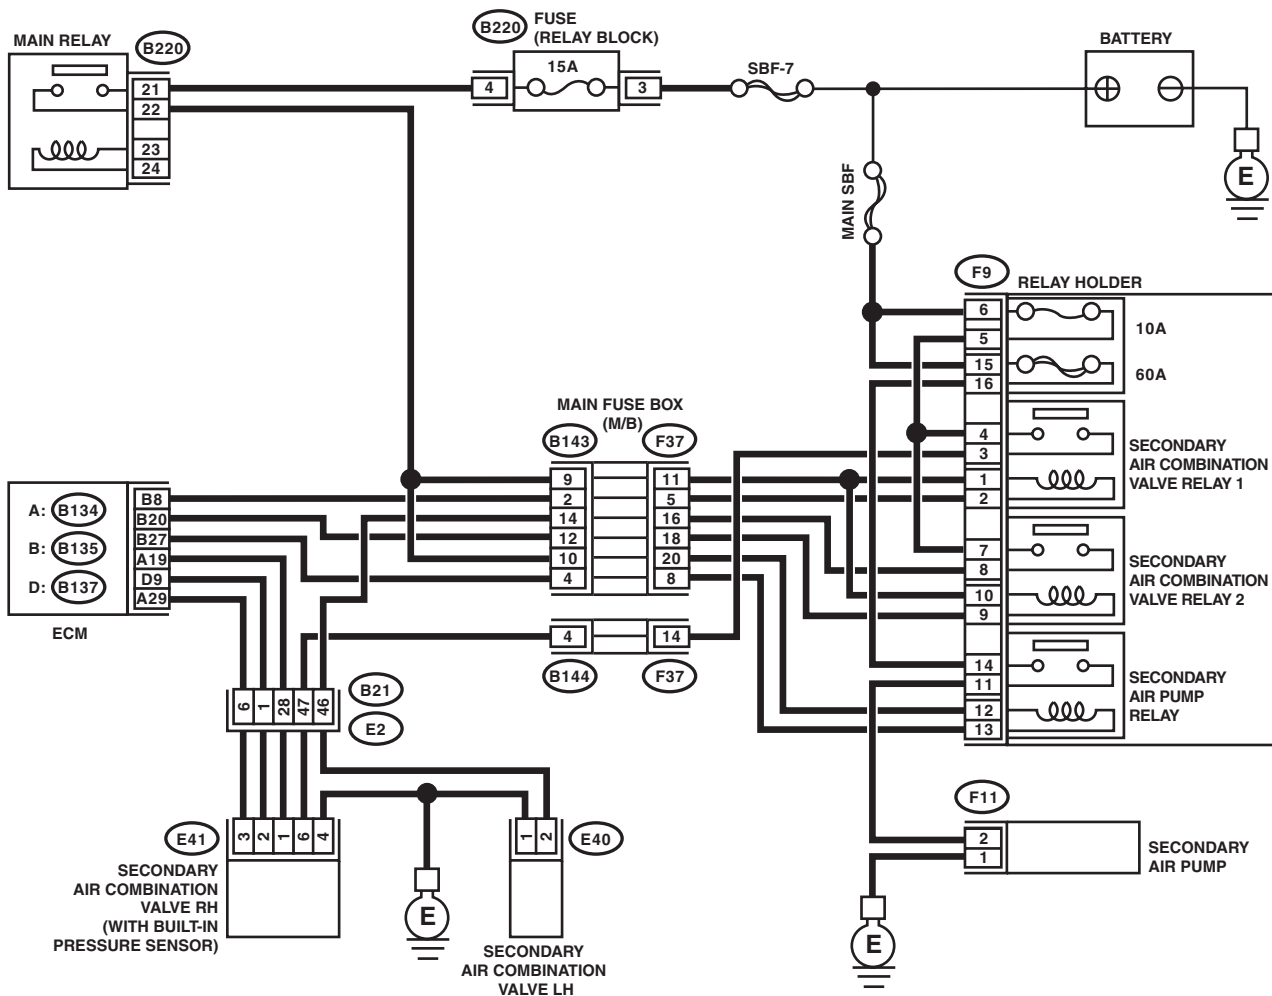 B220
FUSE
(RELAY BLOCK)
MAIN RELAY
B220
BATTERY
15A
SBF-7
21
4
3
22
23
24
E
MAIN SBF
F9
RELAY HOLDER
6
10A
5
15
60A
16
MAIN FUSE BOX
(M/B)
B143
F37
4
3
SECONDARY
AIR COMBINATION
VALVE RELAY 1
9
11
1
2
5
2
14
16
12
18
10
20
4
8
A:
B134
B:
B135
D:
B137
B8
B20
B27
A19
D9
A29
ECM
7
8
SECONDARY
AIR COMBINATION
VALVE RELAY 2
10
9
4
14
B144
F37
14
11
SECONDARY
AIR PUMP
RELAY
12
13
6
1
28
47
46
B21
E2
F11
2
1
SECONDARY
AIR PUMP
E41
3
2
1
6
4
1
2
E40
SECONDARY
AIR COMBINATION
VALVE RH
(WITH BUILT-IN
PRESSURE SENSOR)
E
E
SECONDARY
AIR COMBINATION
VALVE LH